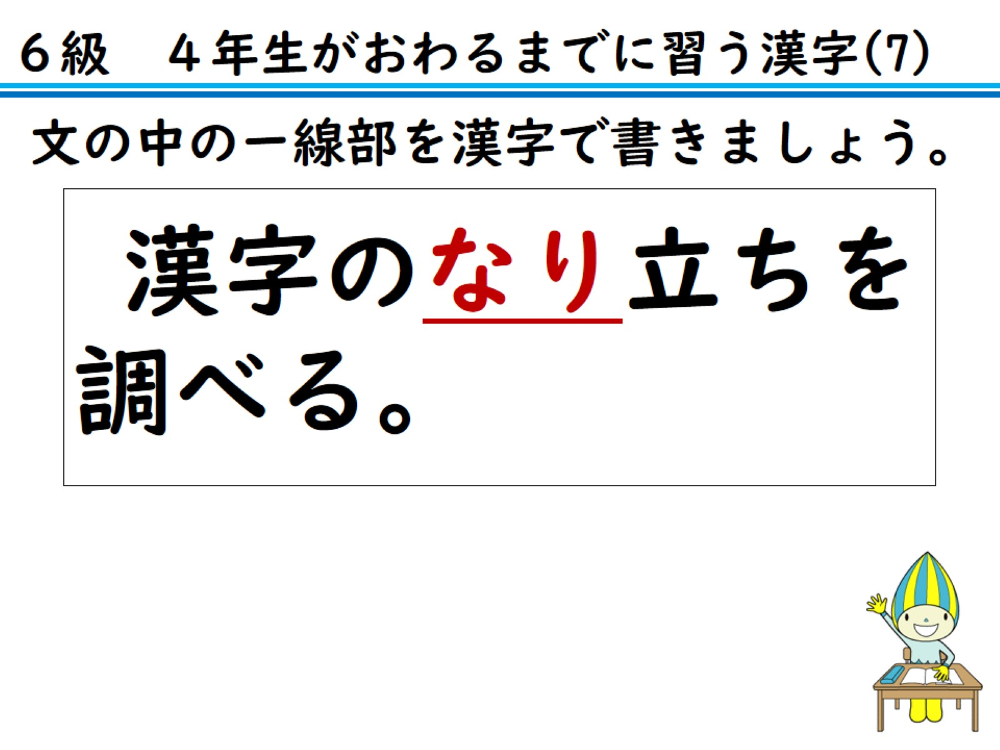 ６級　４年生がおわるまでに習う漢字(7)
文の中の一線部を漢字で書きましょう。
漢字のなり立ちを
調べる。